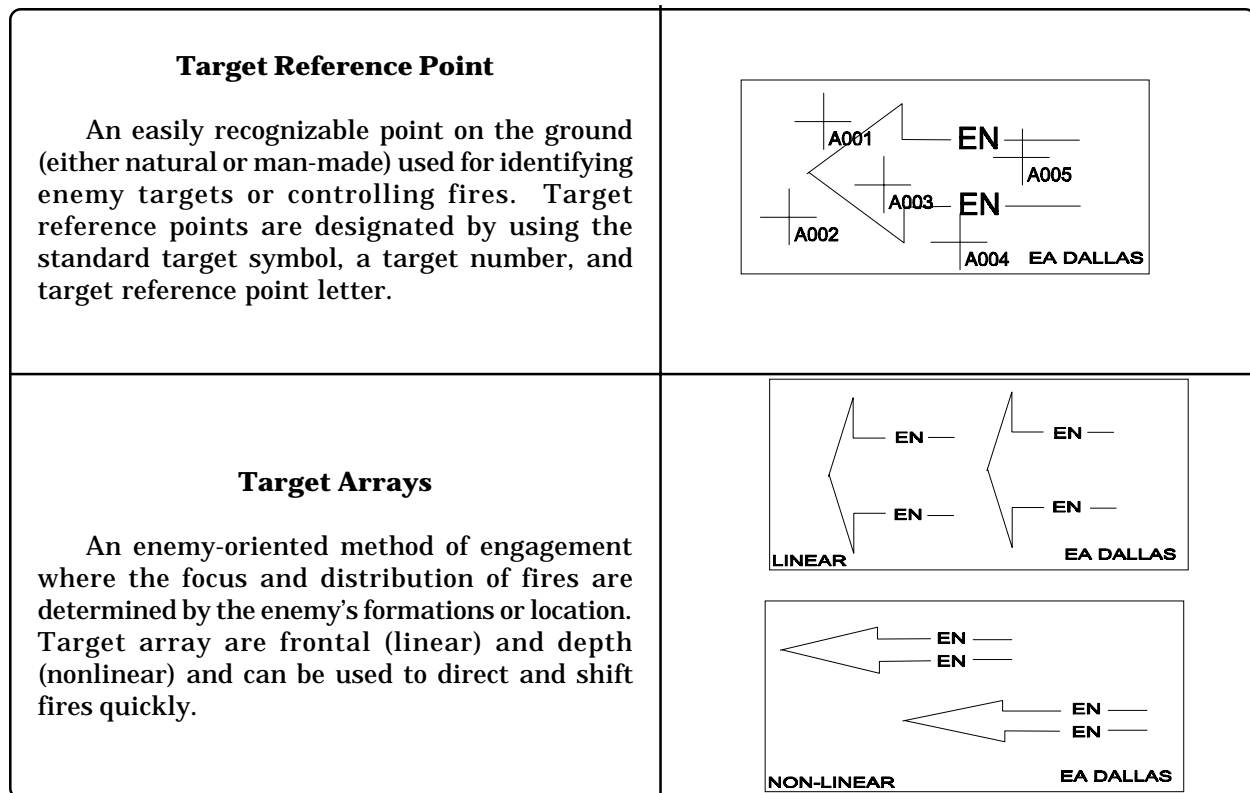 Target Reference Point
An easily recognizable point on the ground
(either natural or man-made) used for identifying
enemy targets or controlling fires. Target
reference points are designated by using the
standard target symbol, a target number, and
target reference point letter.
A001
EN
A005
A003
EN
A002
A004
EA DALLAS
Target Arrays
An enemy-oriented method of engagement
where the focus and distribution of fires are
determined by the enemy's formations or location.
Target array are frontal (linear) and depth
(nonlinear) and can be used to direct and shift
fires quickly.
EN
EN
EN
EN
LINEAR
EA DALLAS
EN
EN
EN
EN
NON-LINEAR
EA DALLAS